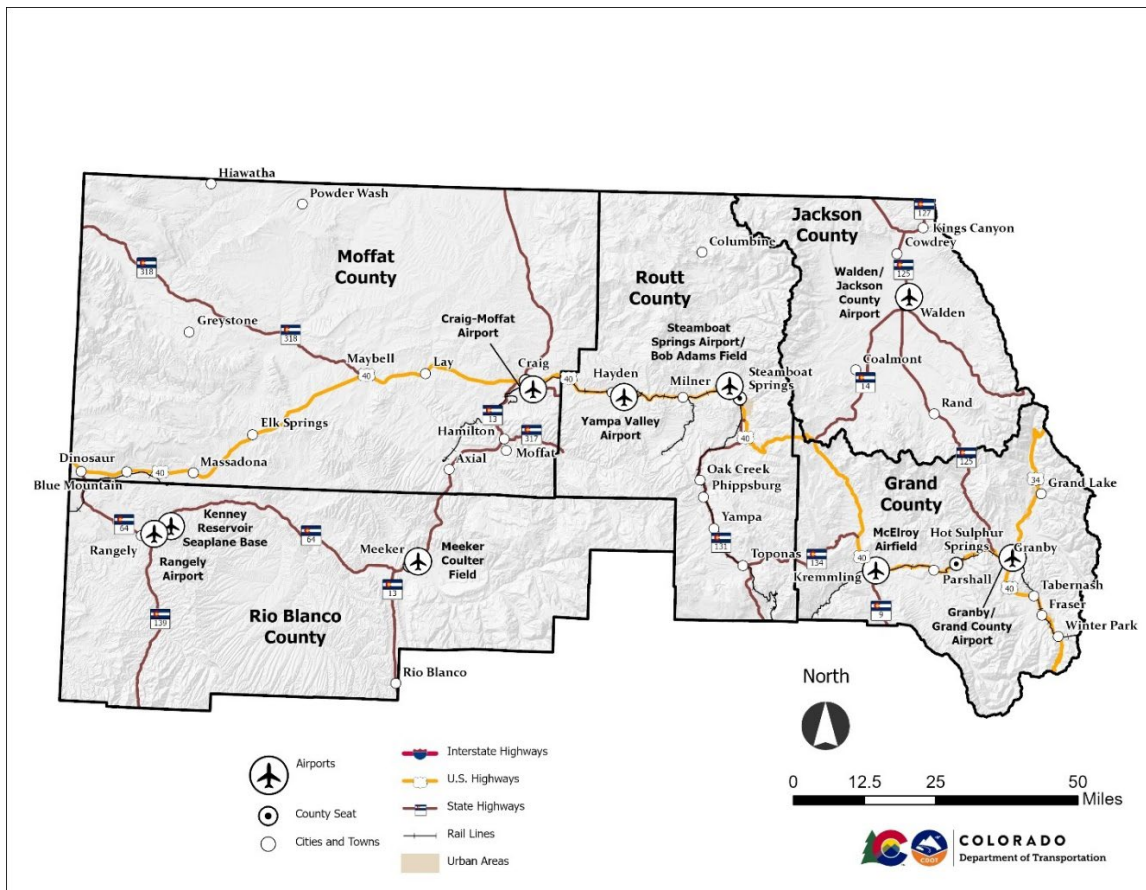 Hiawatha
Powder Wash
127
Jackson
County
Kings Canyon
Cowdrey
Columbine
318
Moffat
County
125
Routt
County
Walden/
Jackson
County
Airport
Walden
Greystone
318
Craig-Moffat
Airport
Steamboat
Springs Airport/
Bob Adams Field
Maybell
Lay
Craig
40
40
Hayden
Milner
Steamboat
Springs
Coalmont
14
Yampa Valley
Airport
Rand
13
Elk Springs
Hamilton
317
Moffat
40
40
Dinosaur
40
Massadona
Axial
Oak Creek
125
Blue Mountain
Phippsburg
34
Grand Lake
Grand
County
Kenney
Reservoir
Seaplane Base
64
64
Rangely
Rangely
Airport
Yampa
131
McElroy
Airfield
Hot Sulphur
Springs
Meeker
Meeker
Coulter
Field
Toponas
134
40
Granby
Kremmling
Parshall
40
Tabernash
13
Fraser
139
Rio Blanco
County
9
Granby/
Grand County
Airport
Winter Park
Rio Blanco
North
Airports
County Seat
Cities and Towns
Interstate Highways
U.S. Highways
State Highways
Rail Lines
Urban Areas
0
12.5
25
50
Miles
CDOT
COLORADO
Department of Transportation